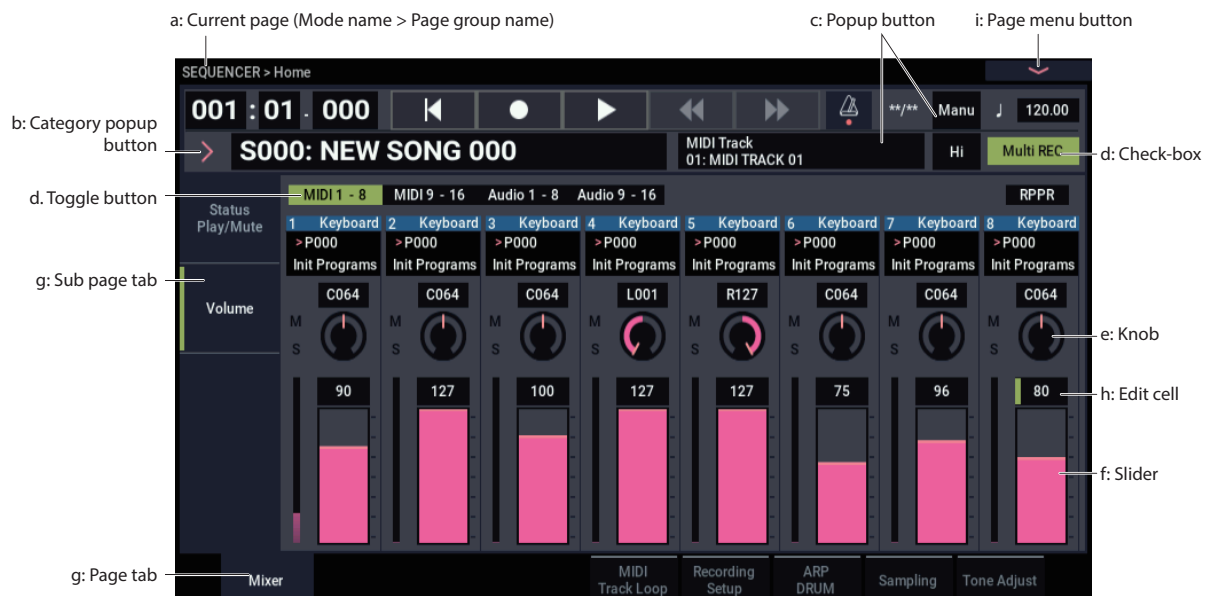 a: Current page (Mode name > Page group name)
c: Popup button
i: Page menu button
SEQUENCER > Home
001 : 01 . 000
**/**
Manu
♩ 120.00
b: Category popup
button
> S000: NEW SONG 000
MIDI Track
01: MIDI TRACK 01
Hi
Multi REC
d: Check-box
d. Toggle button
MIDI 1 - 8
MIDI 9 - 16
Audio 1 - 8
Audio 9 - 16
RPPR
Status
Play/Mute
1 Keyboard 2 Keyboard 3 Keyboard 4 Keyboard 5 Keyboard 6 Keyboard 7 Keyboard 8 Keyboard
>P000 >P000 >P000 >P000 >P000 >P000 >P000 >P000
Init Programs Init Programs Init Programs Init Programs Init Programs Init Programs Init Programs Init Programs
g: Sub page tab
Volume
C064 C064 C064 L001 R127 C064 C064 C064
M M M M M M M M
S S S S S S S S
e: Knob
90 127 100 127 127 75 96 80
h: Edit cell
f: Slider
g: Page tab
Mixer
MIDI
Track Loop
Recording
Setup
ARP
DRUM
Sampling
Tone Adjust